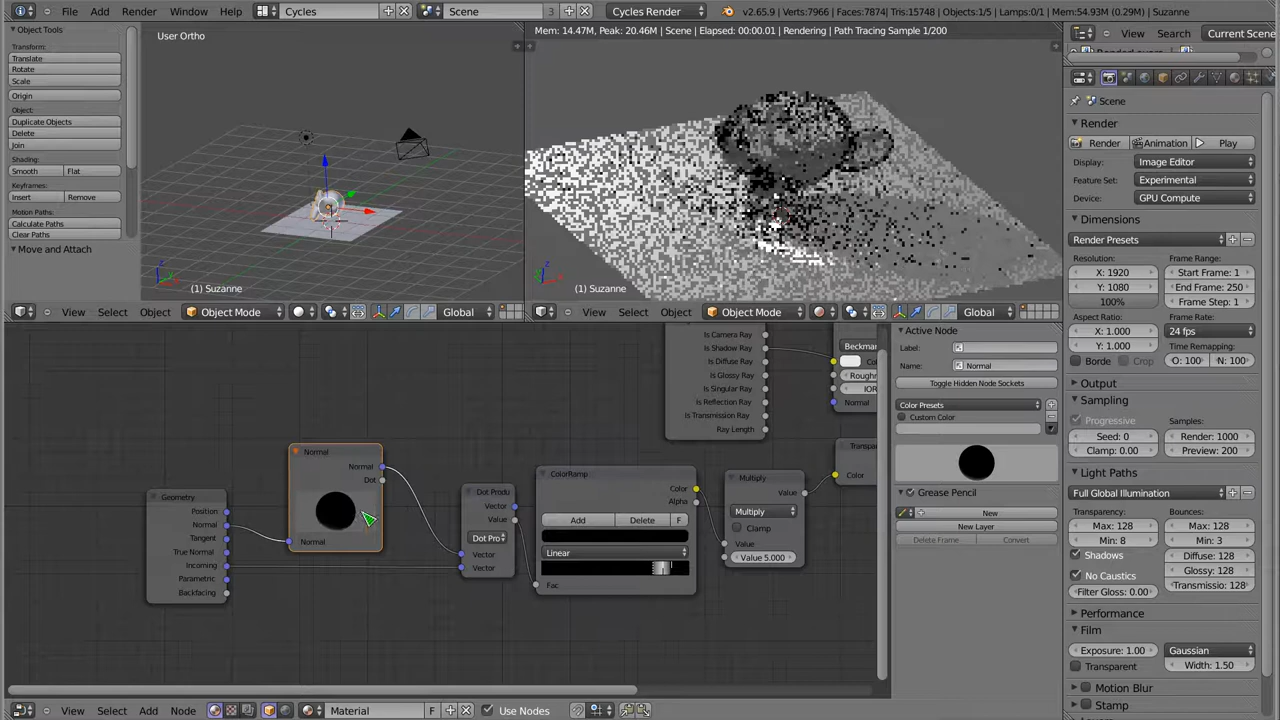 File Add Render Window Help Cycles Scene 3 Cycles Render v2.65.9 | Verts:7966 | Faces:7874| Tris:15748 | Objects:1/5 | Lamps:0/1 | Mem:54.93M (0.29M) | Suzanne
Object Tools
Transform:
Translate
Rotate
Scale
Origin
Object:
Duplicate Objects
Delete
Join
Shading:
Smooth Flat
Keyframes:
Insert Remove
Motion Paths:
Calculate Paths
Clear Paths
Move and Attach
User Ortho
(1) Suzanne
View Select Object Object Mode Global
Mem: 14.47M, Peak: 20.46M | Scene | Elapsed: 00:00.01 | Rendering | Path Tracing Sample 1/200
(1) Suzanne
View Select Object Object Mode Global
View Search Current Scene
Scene
Render
Render Animation Play
Display: Image Editor
Feature Set: Experimental
Device: GPU Compute
Dimensions
Render Presets
Resolution: Frame Range:
X: 1920 Start Frame: 1
Y: 1080 End Frame: 250
100% Frame Step: 1
Aspect Ratio: Frame Rate:
X: 1.000 24 fps
Y: 1.000 Time Remapping:
Borde Crop O: 100 N: 100
Output
Sampling
Progressive Samples:
Seed: 0 Render: 1000
Clamp: 0.00 Preview: 200
Light Paths
Full Global Illumination
Transparency: Bounces:
Max: 128 Max: 128
Min: 8 Min: 3
Shadows Diffuse: 128
No Caustics Glossy: 128
Filter Gloss: 0.00 Transmissio: 128
Performance
Film
Exposure: 1.00 Gaussian
Transparent Width: 1.50
Motion Blur
Stamp
Geometry
Position
Normal
Tangent
True Normal
Incoming
Parametric
Backfacing
Normal
Normal
Dot
Normal
Dot Produ
Vector
Value
Dot Pro
Vector
Vector
ColorRamp
Color
Alpha
Add Delete F
Linear
Fac
Multiply
Value
Multiply
Clamp
Value
Value 5.000
Is Camera Ray
Is Shadow Ray
Is Diffuse Ray
Is Glossy Ray
Is Singular Ray
Is Reflection Ray
Is Transmission Ray
Ray Length
Beckman
Co
Rough
IOR
Normal
Transpa
Color
Active Node
Label:
Name: Normal
Toggle Hidden Node Sockets
Color Presets
Custom Color
Grease Pencil
New
New Layer
Delete Frame Convert
View Select Add Node Material F Use Nodes